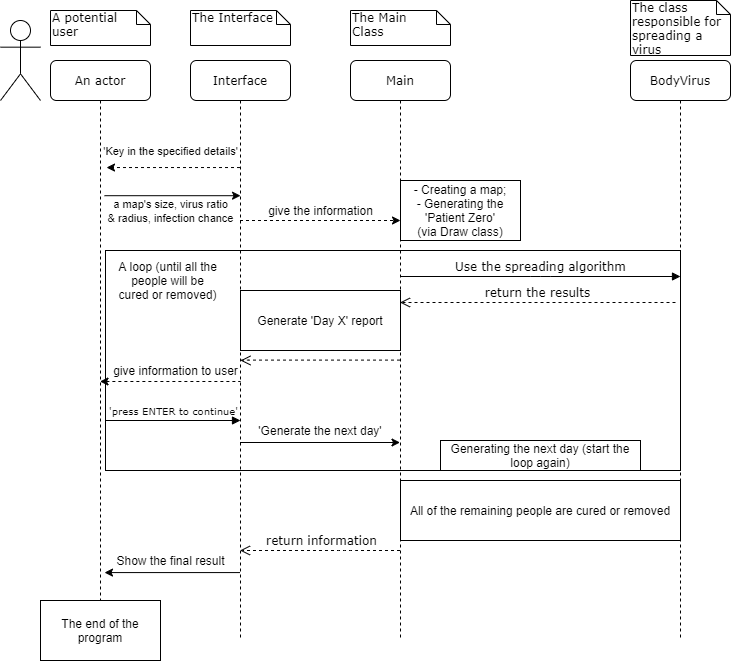 A potential
user
The Interface
The Main
Class
The class
responsible for
spreading a
virus
An actor
Interface
Main
BodyVirus
'Key in the specified details'
a map's size, virus ratio
& radius, infection chance
give the information
- Creating a map;
- Generating the
'Patient Zero'
(via Draw class)
A loop (until all the
people will be
cured or removed)
Use the spreading algorithm
return the results
Generate 'Day X' report
give information to user
'press ENTER to continue'
'Generate the next day'
Generating the next day (start the
loop again)
All of the remaining people are cured or removed
return information
Show the final result
The end of the
program